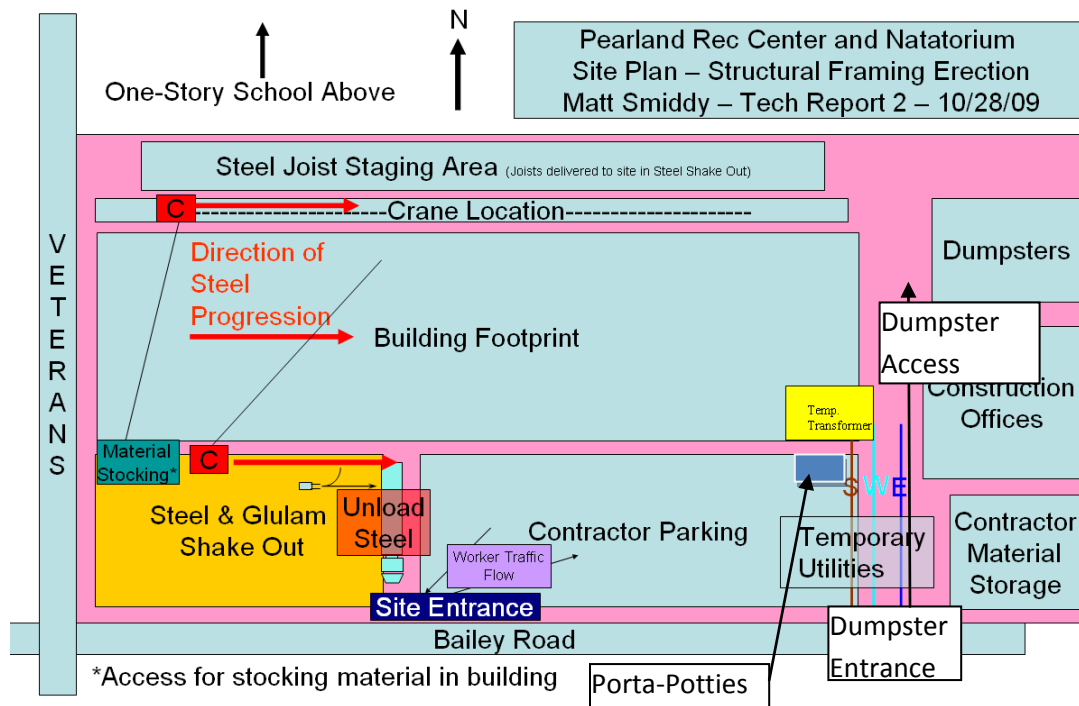 N
One-Story School Above
Pearland Rec Center and Natatorium
Site Plan – Structural Framing Erection
Matt Smiddy – Tech Report 2 – 10/28/09
Steel Joist Staging Area (Joists delivered to site in Steel Shake Out)
C
Crane Location
VETERANS
Direction of
Steel
Progression
Building Footprint
Dumpsters
Dumpster
Access
Construction
Offices
Temp.
Transformer
Material
Stocking*
C
S W E
Steel & Glulam
Shake Out
Unload
Steel
Contractor Parking
Worker Traffic
Flow
Temporary
Utilities
Contractor
Material
Storage
Site Entrance
Bailey Road
Dumpster
Entrance
*Access for stocking material in building
Porta-Potties